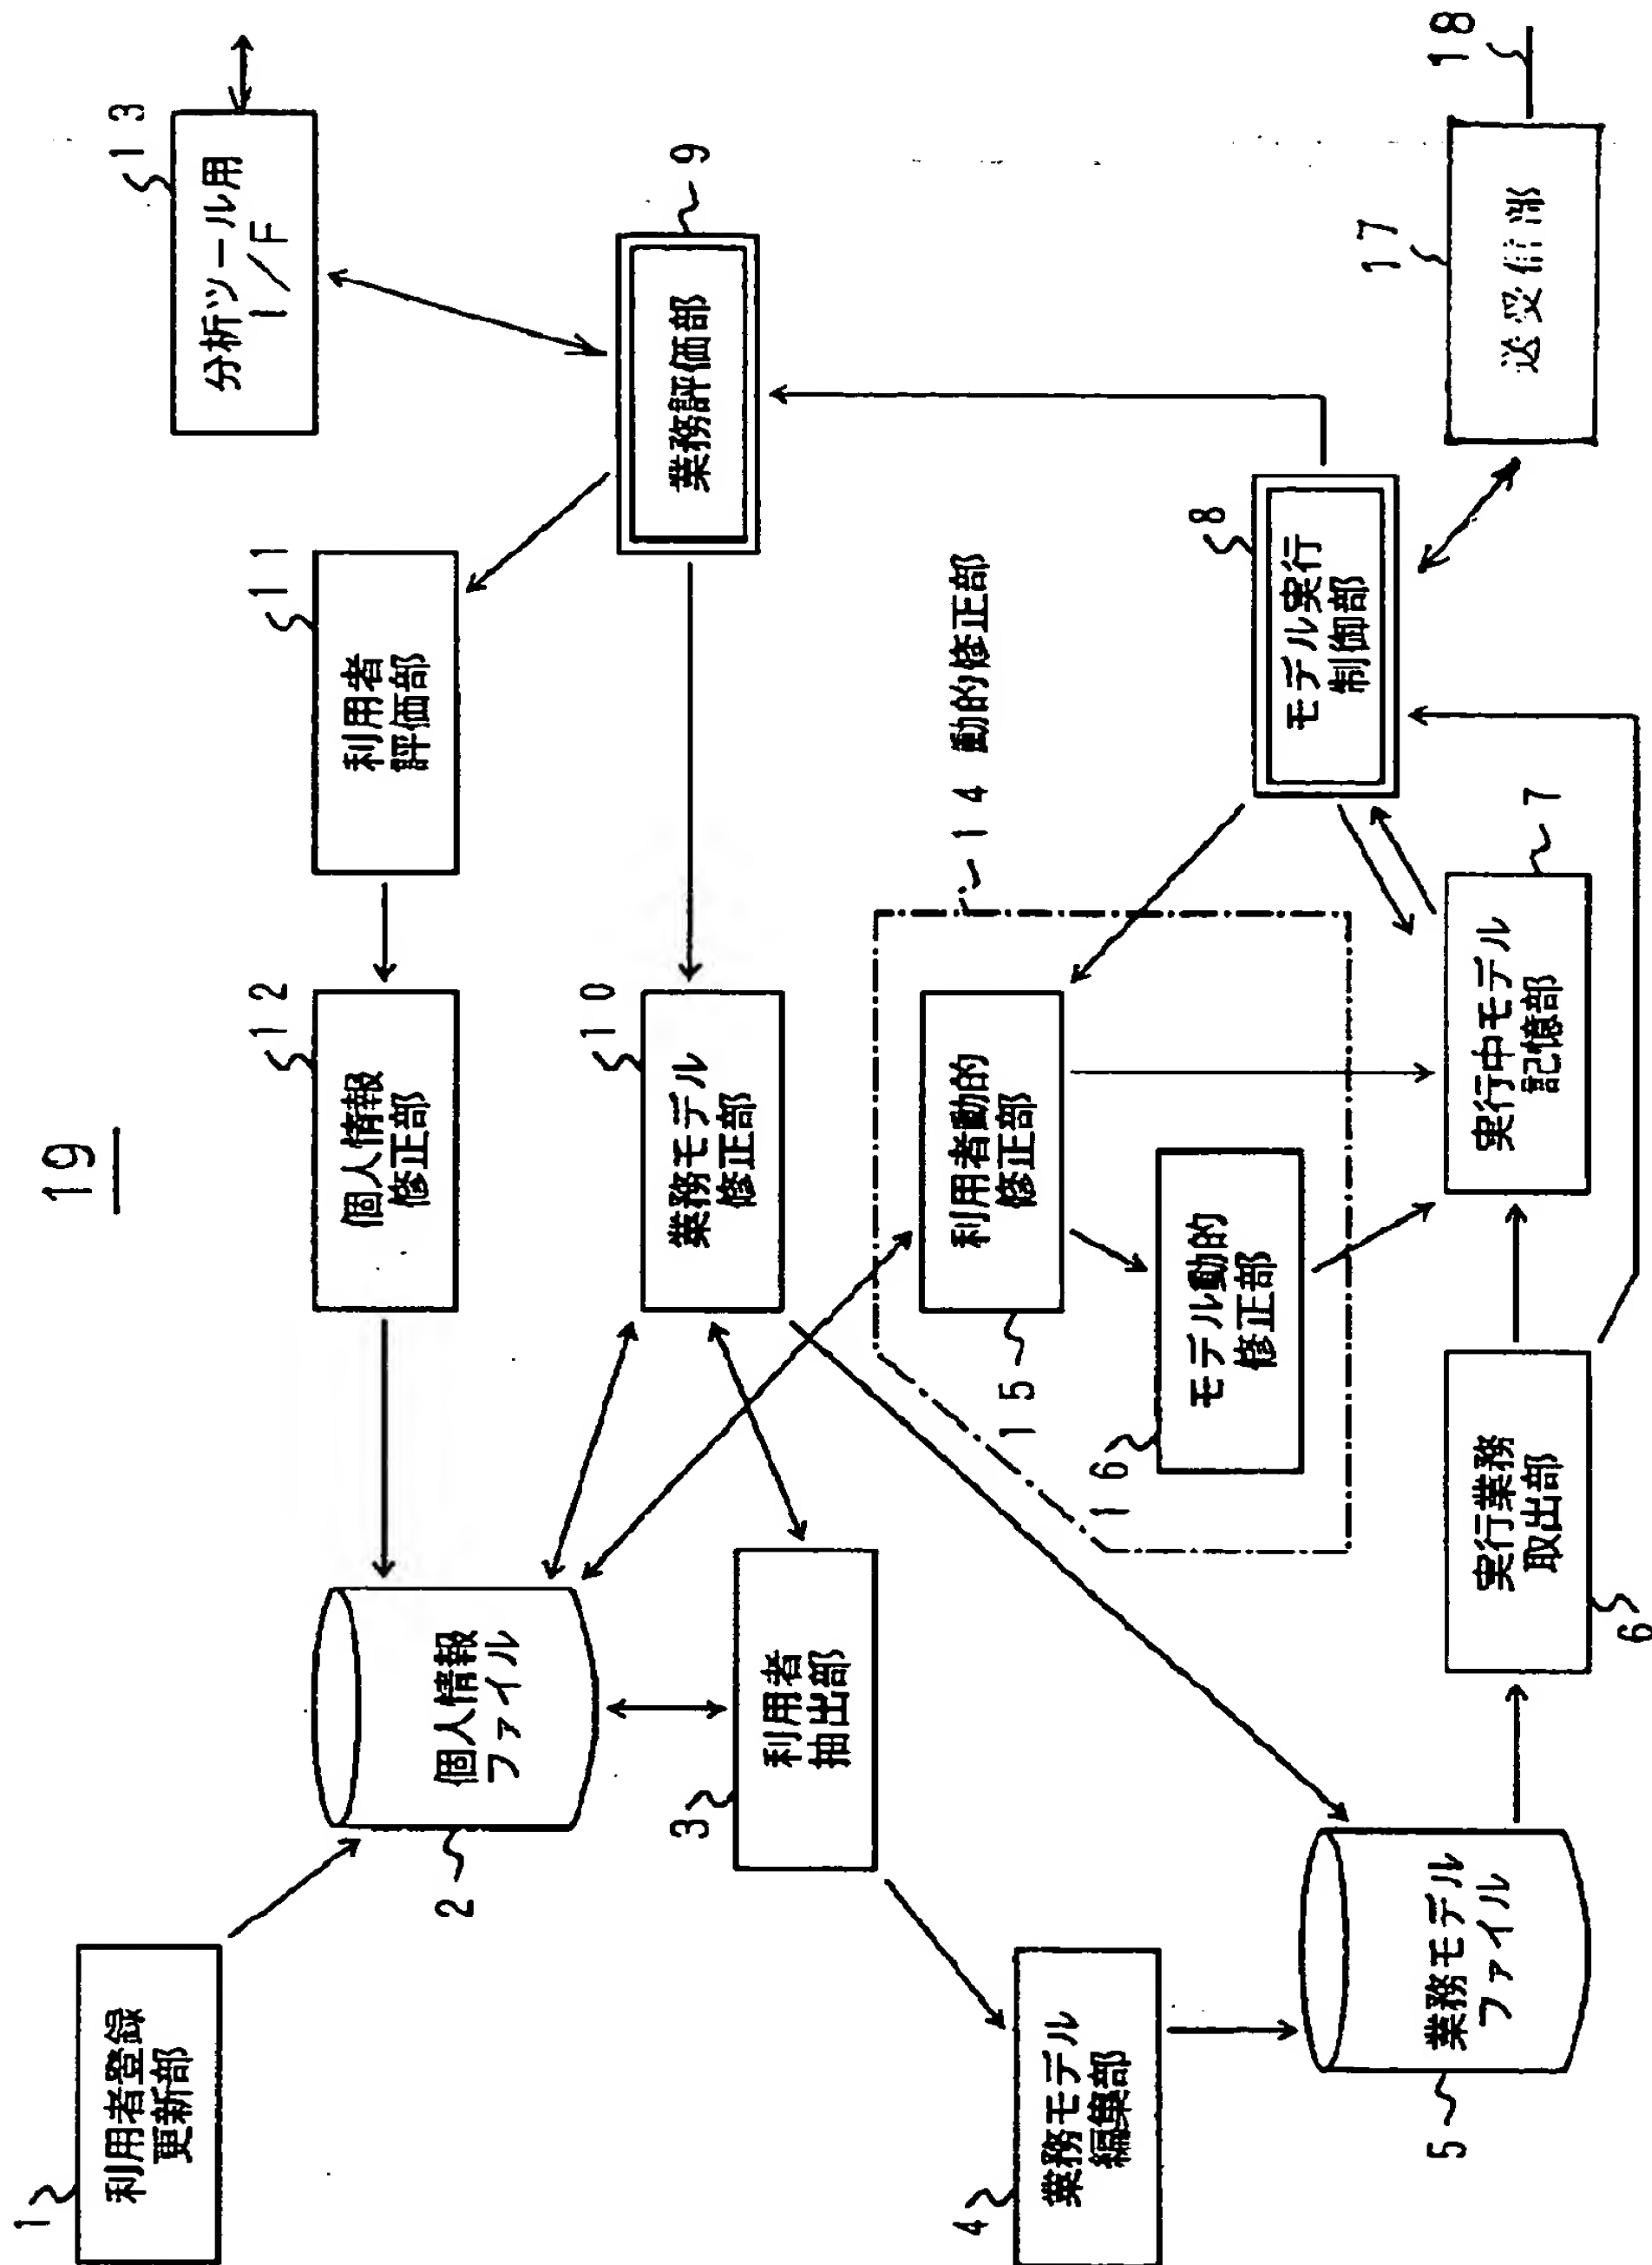 19
1
利用者登録
更新部
2
個人情報
ファイル
12
個人情報
修正部
11
利用者
評価部
13
分析ツール用
I/F
3
利用者
抽出部
10
業務モデル
修正部
業務評価部
9
4
業務モデル
編集部
15
利用者動的
修正部
16
モデル動的
修正部
14 動的修正部
8
モデル実行
制御部
5
業務モデル
ファイル
6
実行業務
取出部
実行中モデル
記憶部
7
17
送受信部
18